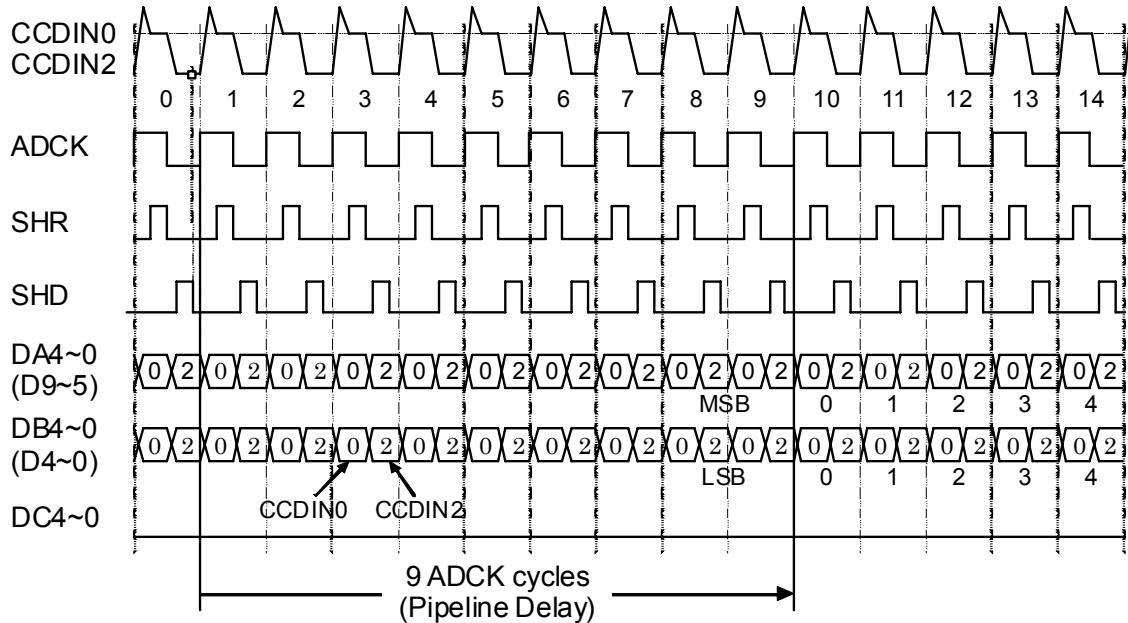 CCDIN0
CCDIN2
0 1 2 3 4 5 6 7 8 9 10 11 12 13 14
ADCK
SHR
SHD
DA4~0
(D9~5)
0 2 0 2 0 2 0 2 0 2 0 2 0 2 0 2 0 2 0 2 0 2 0 2 0 2 0 2 0 2
MSB 0 1 2 3 4
DB4~0
(D4~0)
0 2 0 2 0 2 0 2 0 2 0 2 0 2 0 2 0 2 0 2 0 2 0 2 0 2 0 2 0 2
LSB 0 1 2 3 4
CCDIN0 CCDIN2
DC4~0
9 ADCK cycles
(Pipeline Delay)